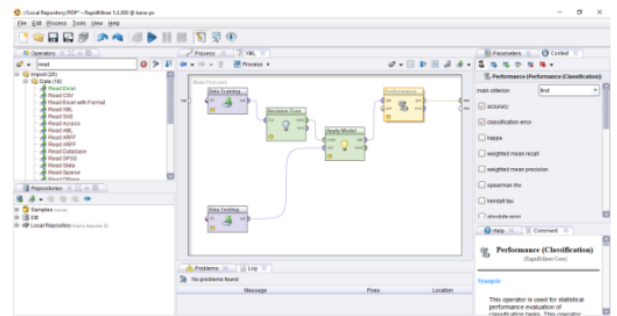 //Local Repository/PDP* – RapidMiner 5.3.000 @ kana-pc
File Edit Process Tools View Help
Operators
Process
XML
Parameters
Context
read
Process
Import (25)
Data (18)
Read Excel
Read CSV
Read Excel with Format
Read XML
Read SAS
Read Access
Read AML
Read ARFF
Read XRFF
Read Database
Read SPSS
Read Stata
Read Sparse
Main Process
Data Training
Decision Tree
Apply Model
Performance
Data Testing
Performance (Performance (Classification))
main criterion
first
accuracy
classification error
kappa
weighted mean recall
weighted mean precision
spearman rho
kendall tau
absolute error
Repositories
Samples (none)
DB
Local Repository
Problems
Log
No problems found
Message
Fixes
Location
Help
Comment
Performance (Classification)
(RapidMiner Core)
Synopsis
This operator is used for statistical
performance evaluation of
classification tasks. This operator